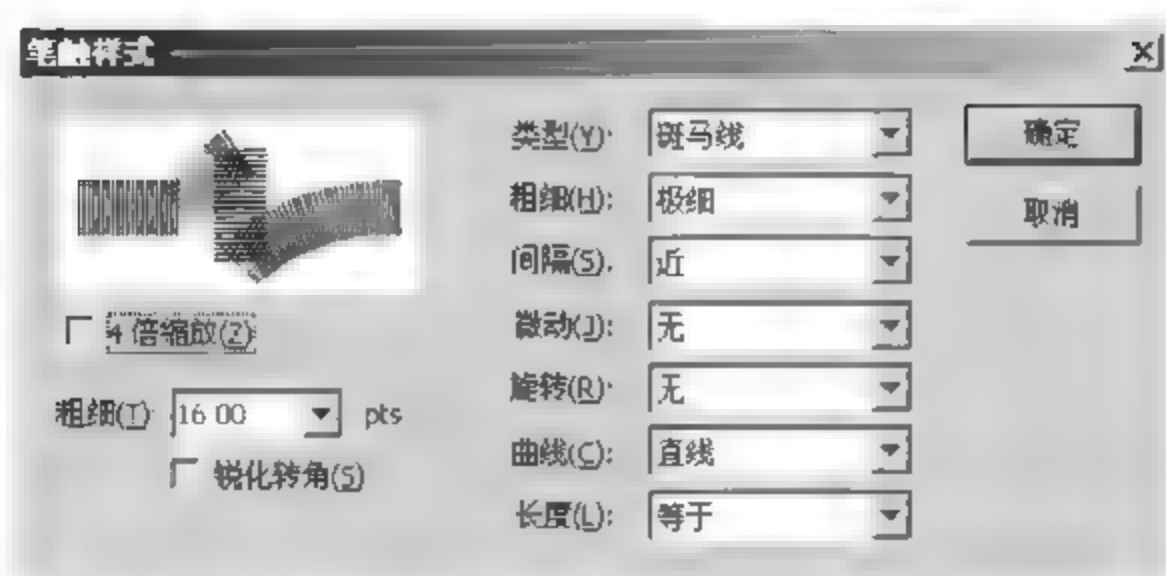 笔触样式
类型(Y): 斑马线
确定
粗细(H): 极细
取消
间隔(S): 近
4 倍缩放(Z)
微动(J): 无
旋转(R): 无
粗细(T) 16 00 pts
曲线(C): 直线
锐化转角(S)
长度(L): 等于